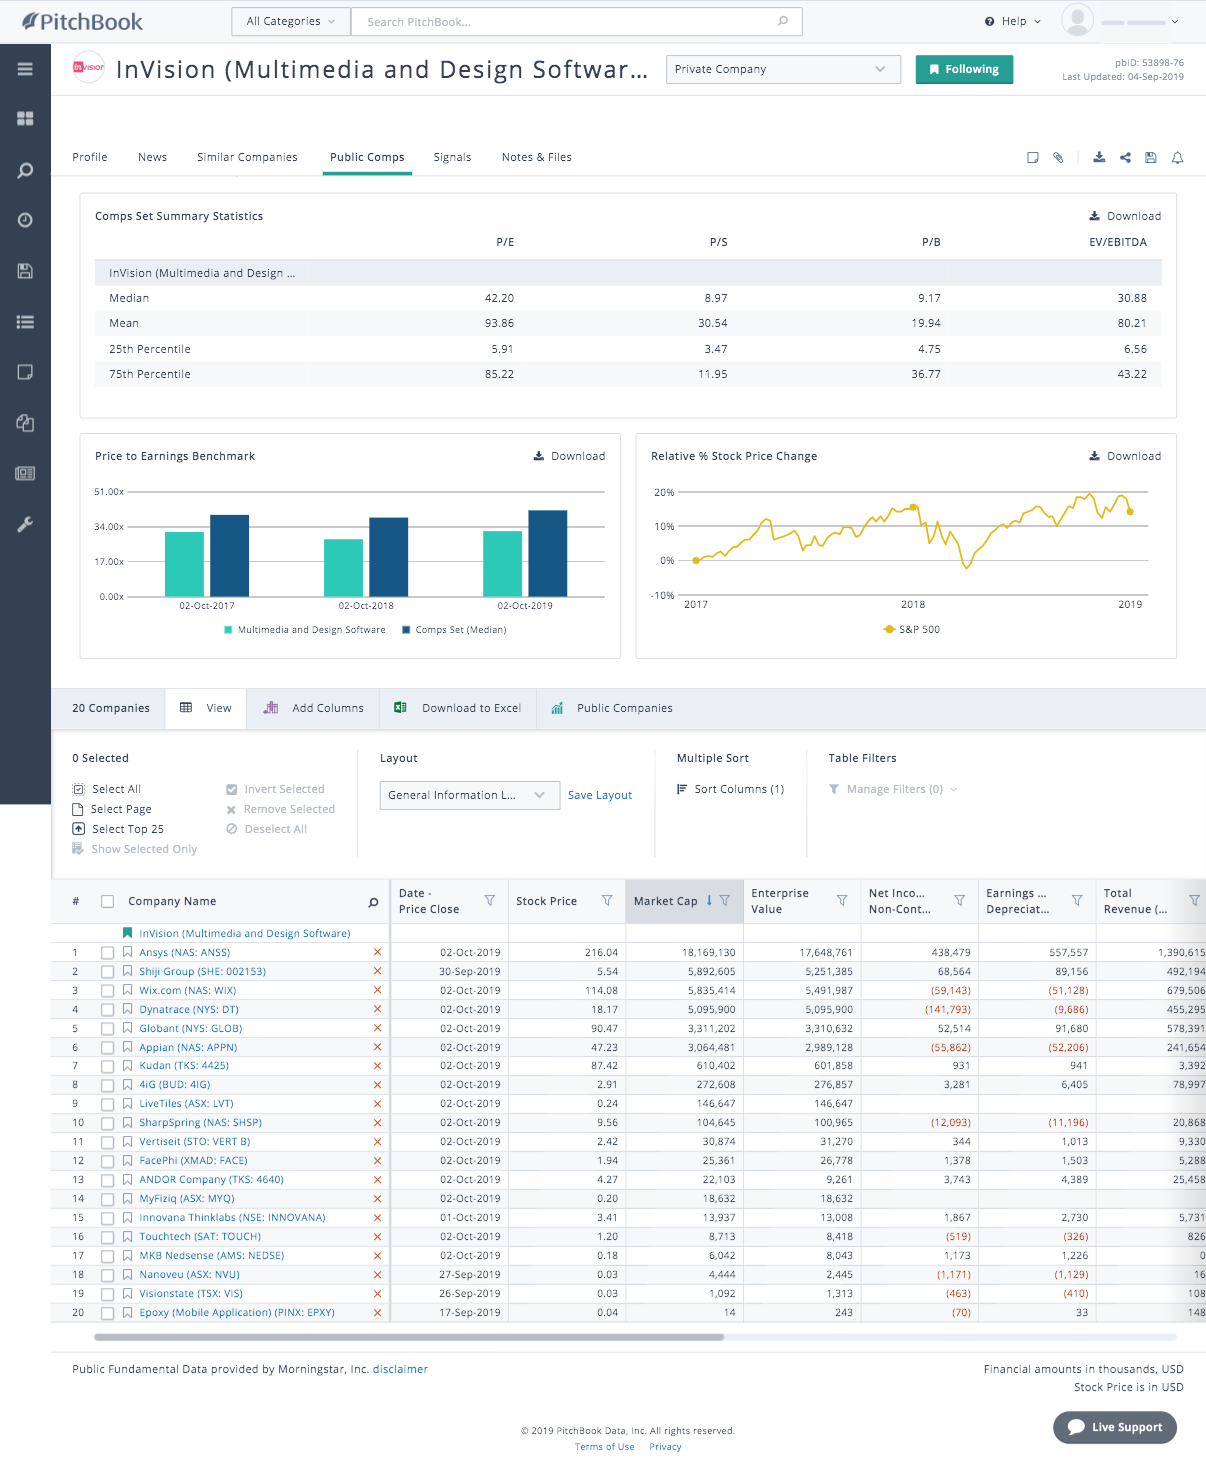 PitchBook
All Categories
Search PitchBook...
Help
InVision
InVision (Multimedia and Design Softwar...
Private Company
Following
pbID: 53898-76
Last Updated: 04-Sep-2019
Profile News Similar Companies Public Comps Signals Notes & Files
Comps Set Summary Statistics
Download
P/E P/S P/B EV/EBITDA
InVision (Multimedia and Design ...
Median 42.20 8.97 9.17 30.88
Mean 93.86 30.54 19.94 80.21
25th Percentile 5.91 3.47 4.75 6.56
75th Percentile 85.22 11.95 36.77 43.22
Price to Earnings Benchmark
Download
51.00x
34.00x
17.00x
0.00x
02-Oct-2017 02-Oct-2018 02-Oct-2019
Multimedia and Design Software Comps Set (Median)
Relative % Stock Price Change
Download
20%
10%
0%
-10%
2017 2018 2019
S&P 500
20 Companies View Add Columns Download to Excel Public Companies
0 Selected
Select All
Select Page
Select Top 25
Show Selected Only
Invert Selected
Remove Selected
Deselect All
Layout
General Information L...
Save Layout
Multiple Sort
Sort Columns (1)
Table Filters
Manage Filters (0)
# Company Name
Date -
Price Close
Stock Price
Market Cap
Enterprise
Value
Net Inco...
Non-Cont...
Earnings ...
Depreciat...
Total
Revenue (...
InVision (Multimedia and Design Software)
1 Ansys (NAS: ANSS) 02-Oct-2019 216.04 18,169,130 17,648,761 438,479 557,557 1,390,615
2 Shiji Group (SHE: 002153) 30-Sep-2019 5.54 5,892,605 5,251,385 68,564 89,156 492,194
3 Wix.com (NAS: WIX) 02-Oct-2019 114.08 5,835,414 5,491,987 (59,143) (51,128) 679,506
4 Dynatrace (NYS: DT) 02-Oct-2019 18.17 5,095,900 5,095,900 (141,793) (9,686) 455,295
5 Globant (NYS: GLOB) 02-Oct-2019 90.47 3,311,202 3,310,632 52,514 91,680 578,391
6 Appian (NAS: APPN) 02-Oct-2019 47.23 3,064,481 2,989,128 (55,862) (52,206) 241,654
7 Kudan (TKS: 4425) 02-Oct-2019 87.42 610,402 601,858 931 941 3,392
8 4iG (BUD: 4IG) 02-Oct-2019 2.91 272,608 276,857 3,281 6,405 78,997
9 LiveTiles (ASX: LVT) 02-Oct-2019 0.24 146,647 146,647
10 SharpSpring (NAS: SHSP) 02-Oct-2019 9.56 104,645 100,965 (12,093) (11,196) 20,868
11 Vertiseit (STO: VERT B) 02-Oct-2019 2.42 30,874 31,270 344 1,013 9,330
12 FacePhi (XMAD: FACE) 02-Oct-2019 1.94 25,361 26,778 1,378 1,503 5,288
13 ANDOR Company (TKS: 4640) 02-Oct-2019 4.27 22,103 9,261 3,743 4,389 25,458
14 MyFiziq (ASX: MYQ) 02-Oct-2019 0.20 18,632 18,632
15 Innovana Thinklabs (NSE: INNOVANA) 01-Oct-2019 3.41 13,937 13,008 1,867 2,730 5,731
16 Touchtech (SAT: TOUCH) 02-Oct-2019 1.20 8,713 8,418 (519) (326) 826
17 MKB Nedsense (AMS: NEDSE) 02-Oct-2019 0.18 6,042 8,043 1,173 1,226 0
18 Nanoveu (ASX: NVU) 27-Sep-2019 0.03 4,444 2,445 (1,171) (1,129) 16
19 Visionstate (TSX: VIS) 26-Sep-2019 0.03 1,092 1,313 (463) (410) 108
20 Epoxy (Mobile Application) (PINX: EPXY) 17-Sep-2019 0.04 14 243 (70) 33 148
Public Fundamental Data provided by Morningstar, Inc. disclaimer
Financial amounts in thousands, USD
Stock Price is in USD
© 2019 PitchBook Data, Inc. All rights reserved.
Terms of Use Privacy
Live Support